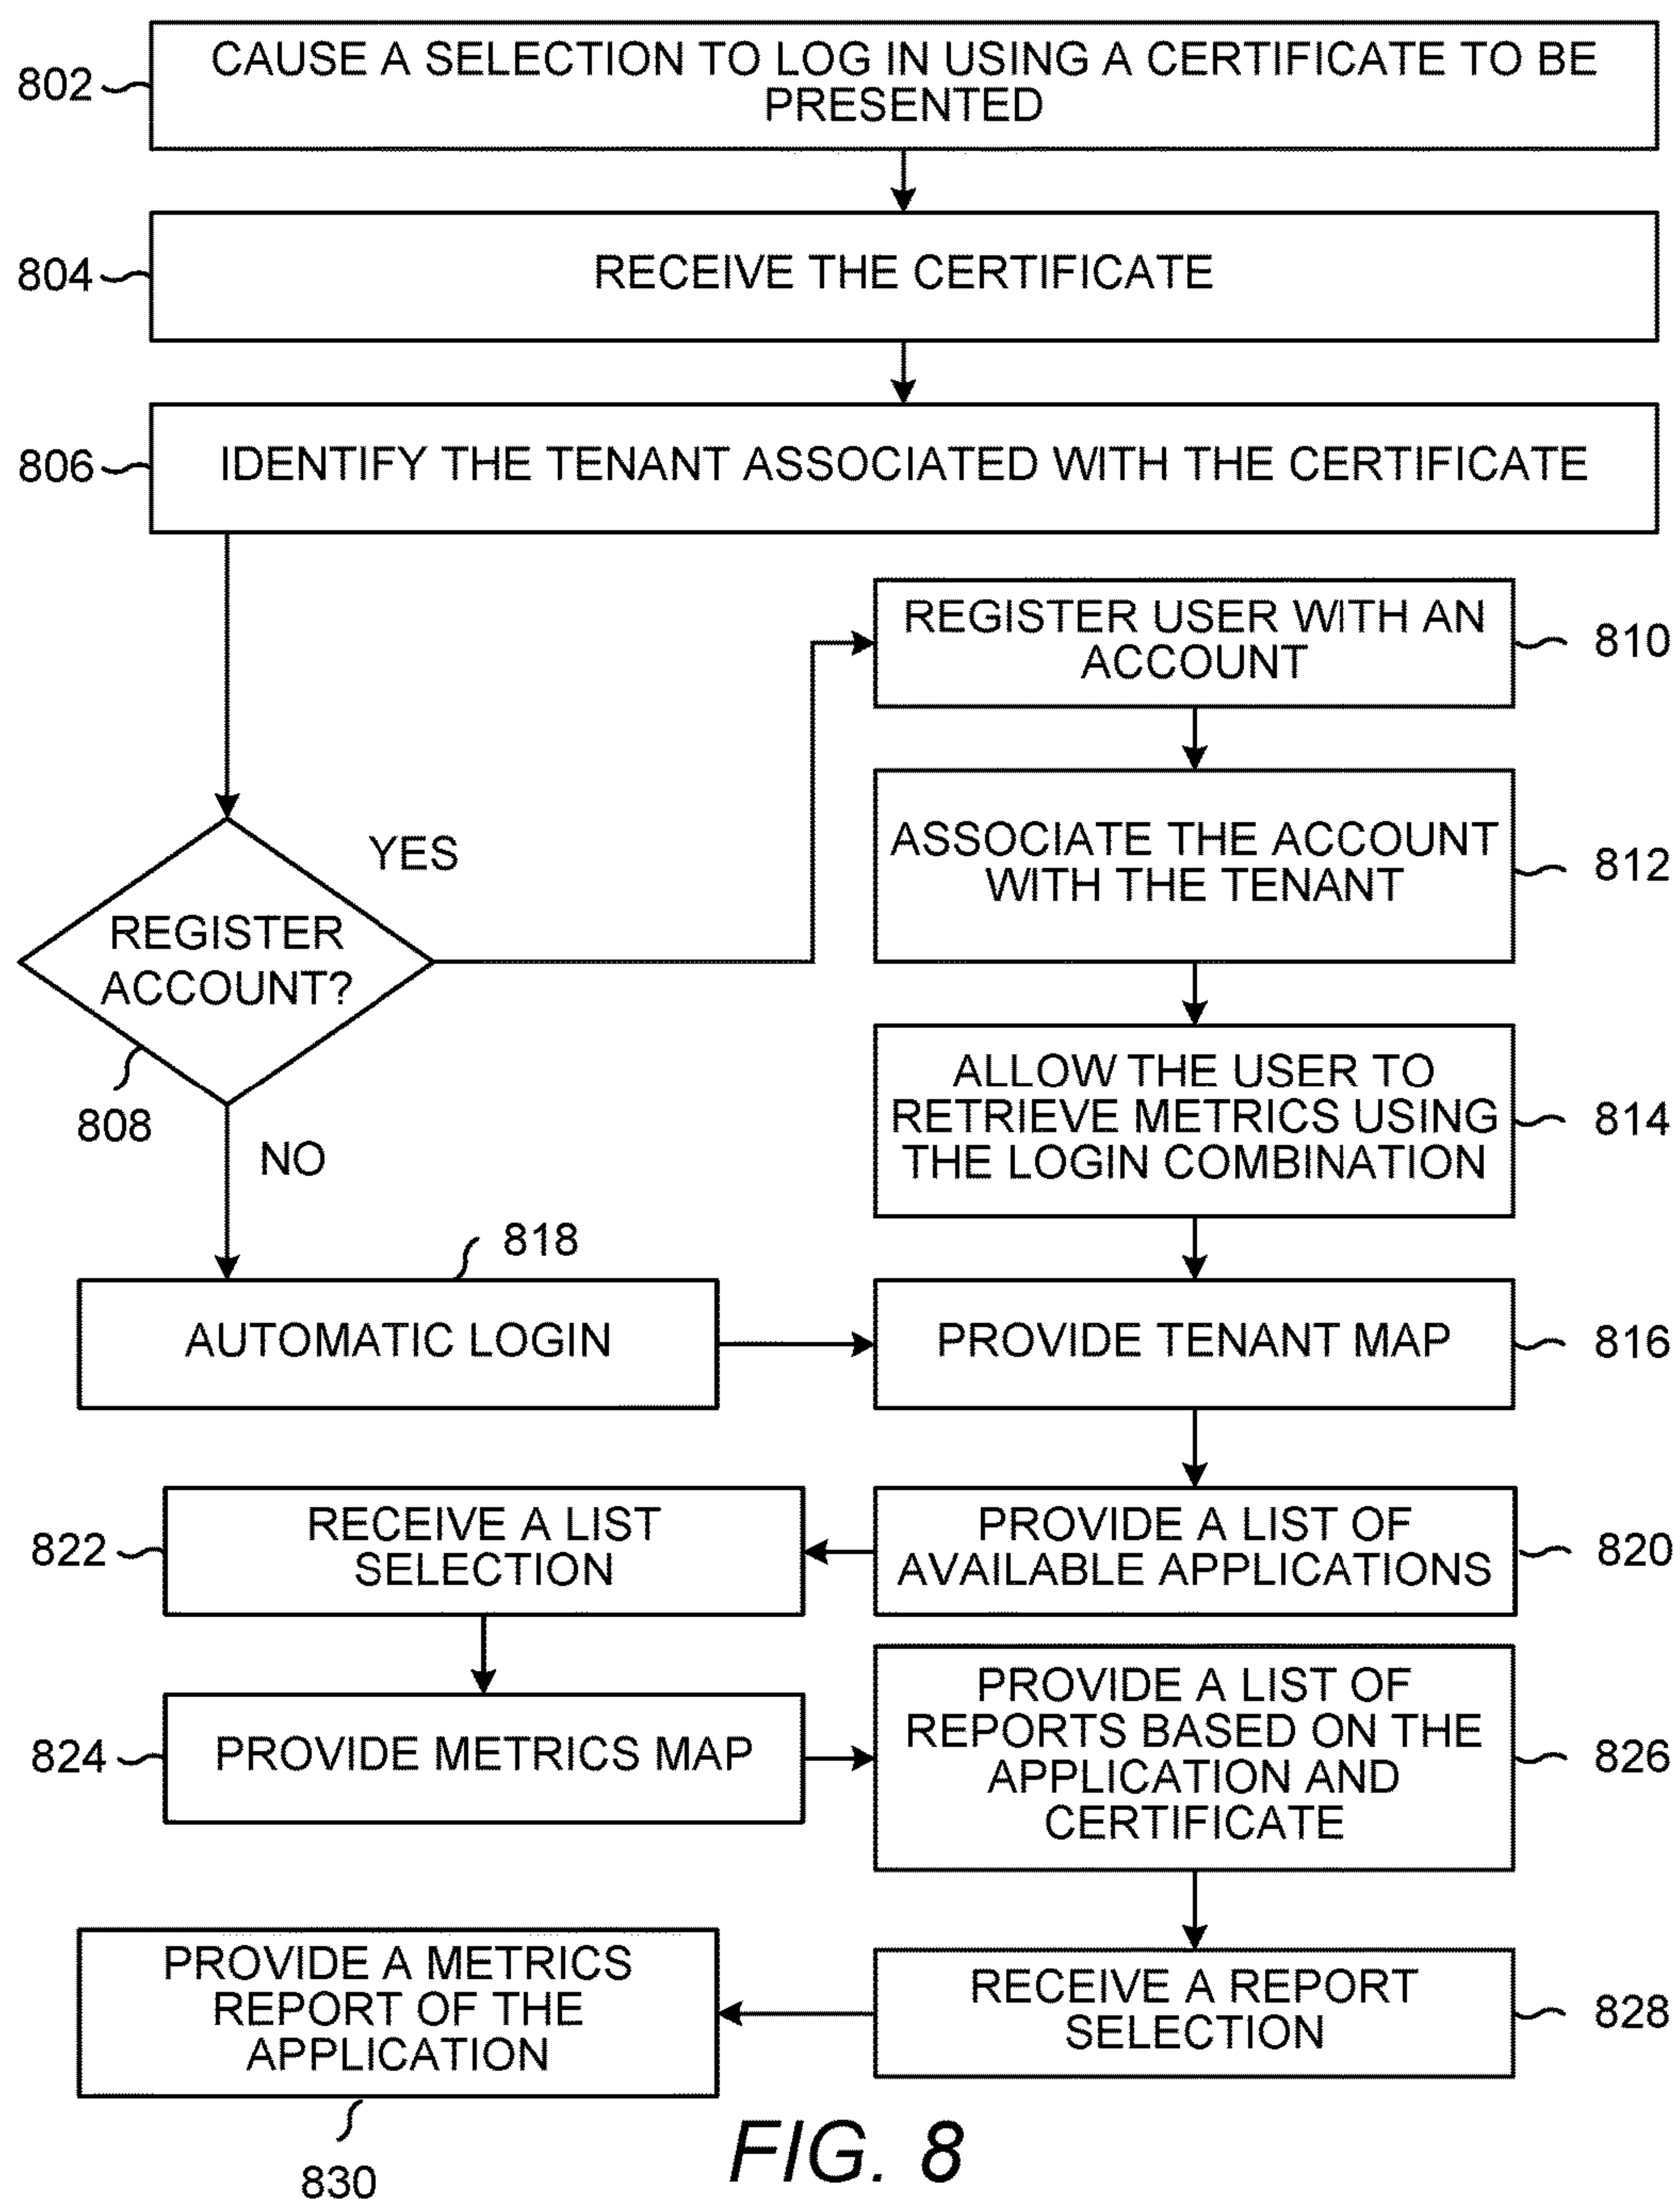 CAUSE A SELECTION TO LOG IN USING A CERTIFICATE TO BE
PRESENTED
802
RECEIVE THE CERTIFICATE
804
IDENTIFY THE TENANT ASSOCIATED WITH THE CERTIFICATE
806
REGISTER USER WITH AN
ACCOUNT
810
ASSOCIATE THE ACCOUNT
WITH THE TENANT
812
YES
REGISTER
ACCOUNT?
808
NO
ALLOW THE USER TO
RETRIEVE METRICS USING
THE LOGIN COMBINATION
814
818
AUTOMATIC LOGIN
PROVIDE TENANT MAP
816
RECEIVE A LIST
SELECTION
822
PROVIDE A LIST OF
AVAILABLE APPLICATIONS
820
PROVIDE METRICS MAP
824
PROVIDE A LIST OF
REPORTS BASED ON THE
APPLICATION AND
CERTIFICATE
826
PROVIDE A METRICS
REPORT OF THE
APPLICATION
830
RECEIVE A REPORT
SELECTION
828
FIG. 8